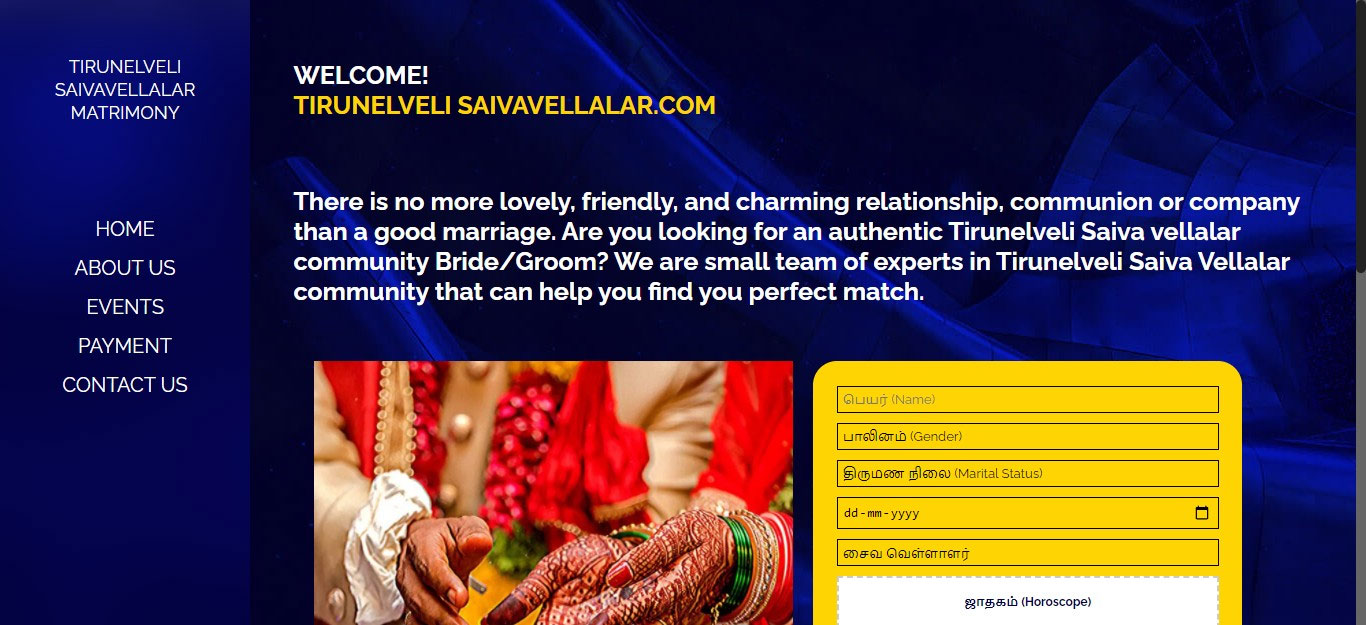 TIRUNELVELI
SAIVAVELLALAR
MATRIMONY
HOME
ABOUT US
EVENTS
PAYMENT
CONTACT US
WELCOME!
TIRUNELVELI SAIVAVELLALAR.COM
There is no more lovely, friendly, and charming relationship, communion or company
than a good marriage. Are you looking for an authentic Tirunelveli Saiva vellalar
community Bride/Groom? We are small team of experts in Tirunelveli Saiva Vellalar
community that can help you find you perfect match.
பெயர் (Name)
பாலினம் (Gender)
திருமண நிலை (Marital Status)
dd-mm-yyyy
சைவ வெள்ளாளர்
ஜாதகம் (Horoscope)